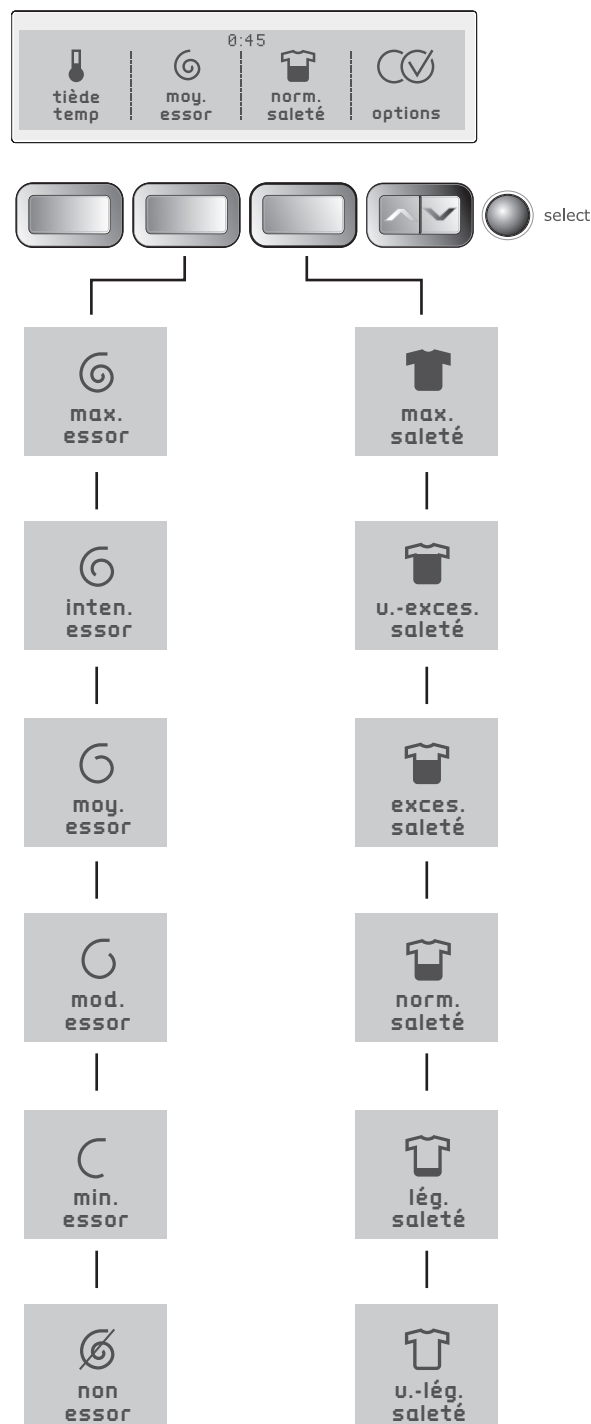 0:45
tiède
temp
moy.
essor
norm.
saleté
options
select
max.
essor
max.
saleté
inten.
essor
u.-exces.
saleté
moy.
essor
exces.
saleté
mod.
essor
norm.
saleté
min.
essor
lég.
saleté
non
essor
u.-lég.
saleté